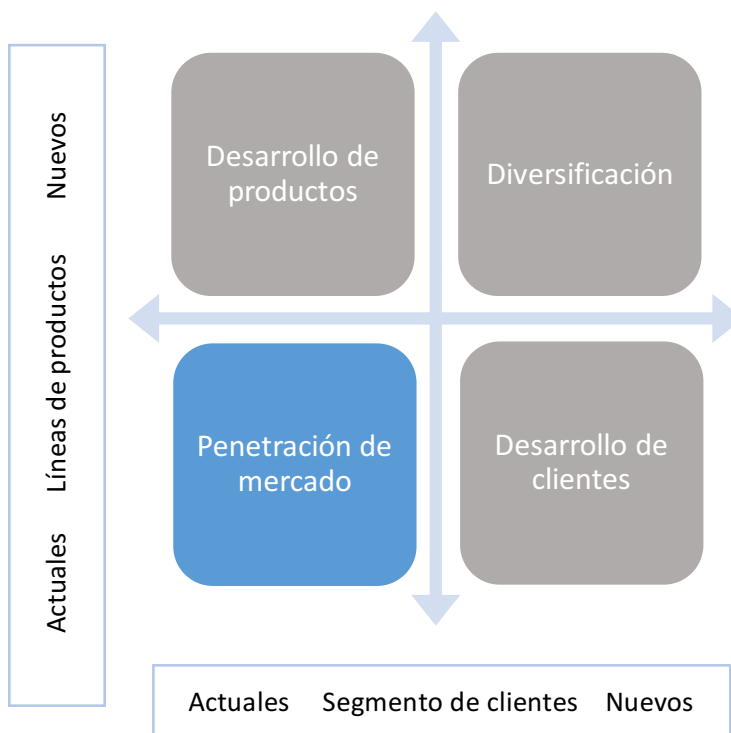 Nuevos
Líneas de productos
Actuales
Desarrollo de
productos
Diversificación
Penetración de
mercado
Desarrollo de
clientes
Actuales Segmento de clientes Nuevos